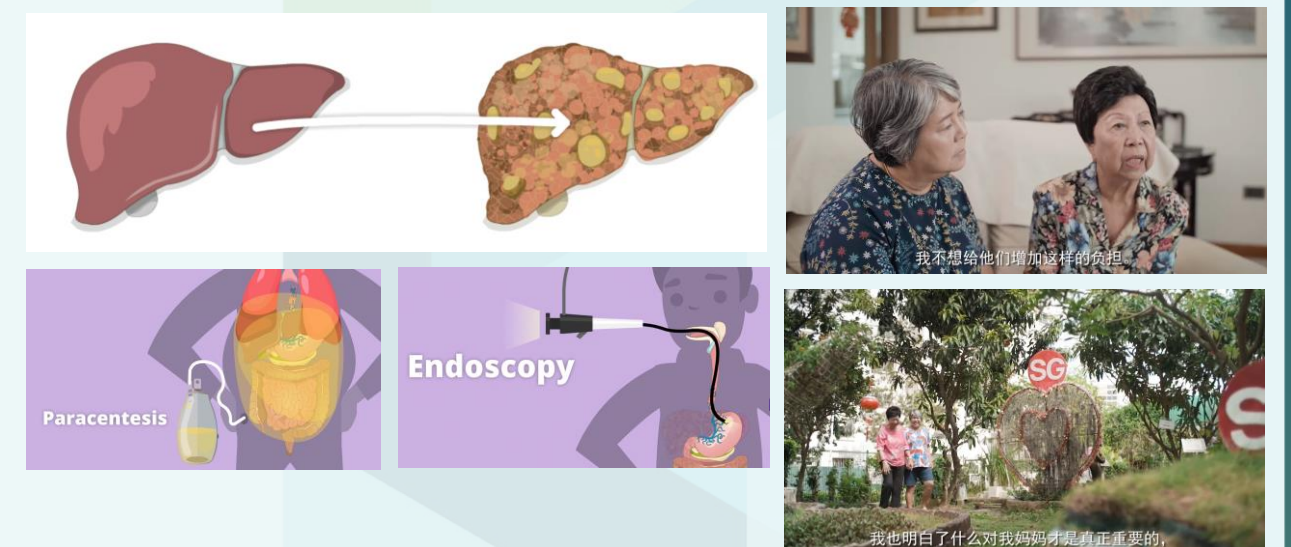 我不想给他们增加这样的负担
Paracentesis
Endoscopy
SG
S
我也明白了什么对我妈妈才是真正重要的，